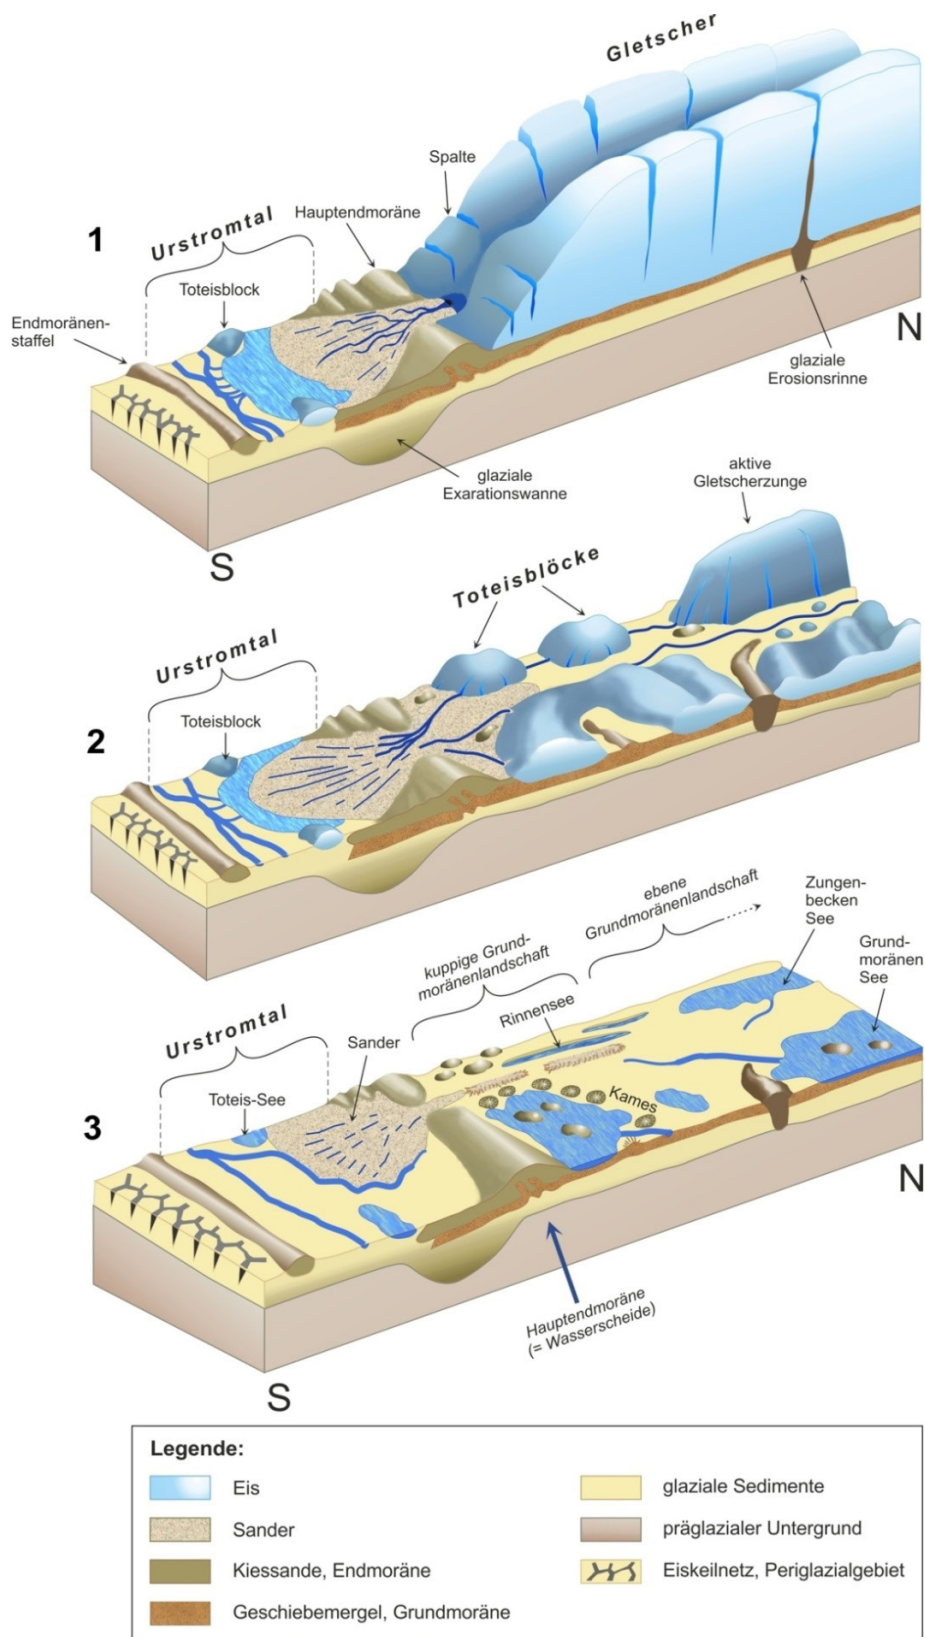 Gletscher
Spalte
Hauptendmoräne
1
Urstromtal
Toteisblock
Endmoränen-
staffel
N
glaziale
Erosionsrinne
glaziale
Exarationswanne
S
aktive
Gletscherzunge
Toteisblöcke
Urstromtal
Toteisblock
2
ebene
Grundmoränenlandschaft
Zungen-
becken
See
Grund-
moränen
See
kuppige Grund-
moränenlandschaft
Rinnensee
Urstromtal
Sander
Toteis-See
Kames
3
N
Hauptendmoräne
(= Wasserscheide)
S
Legende:
Eis
Sander
Kiessande, Endmoräne
Geschiebemergel, Grundmoräne
glaziale Sedimente
präglazialer Untergrund
Eiskeilnetz, Periglazialgebiet